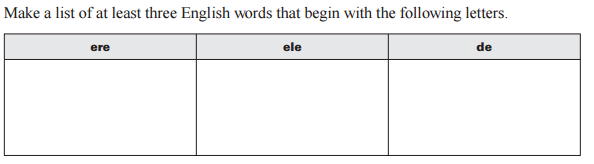 Make a list of at least three English words that begin with the following letters.
ere ele de